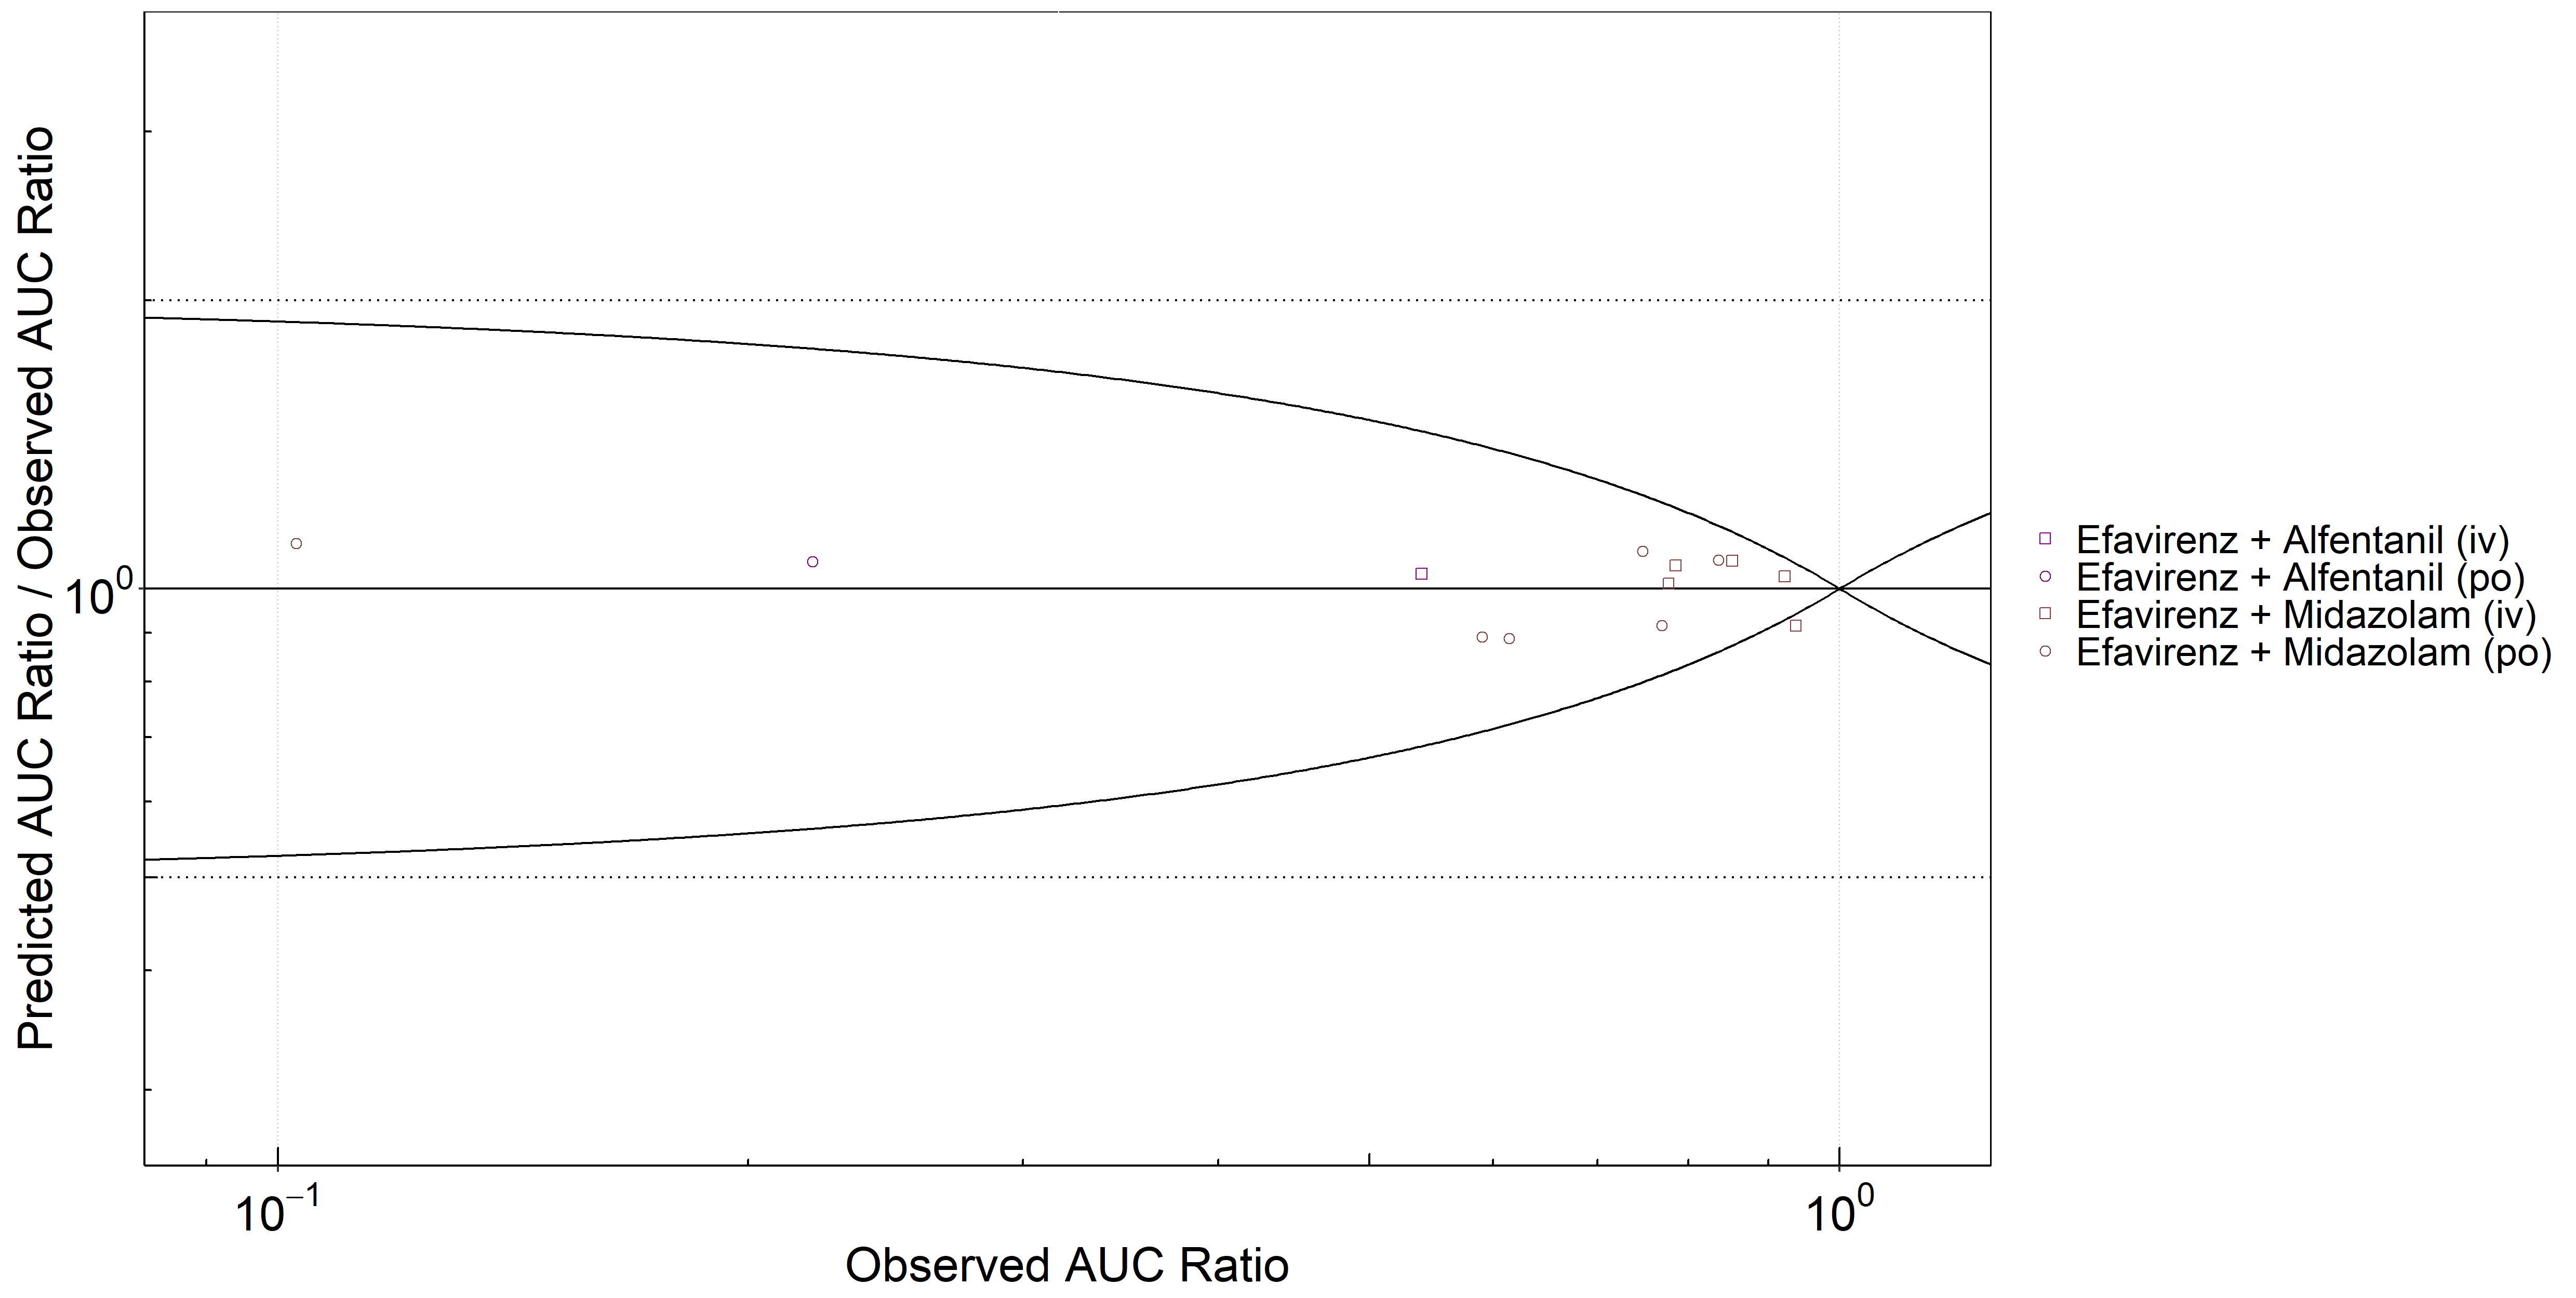 Predicted AUC Ratio / Observed AUC Ratio
10⁰
10⁻¹
10⁰
Observed AUC Ratio
Efavirenz + Alfentanil (iv)
Efavirenz + Alfentanil (po)
Efavirenz + Midazolam (iv)
Efavirenz + Midazolam (po)